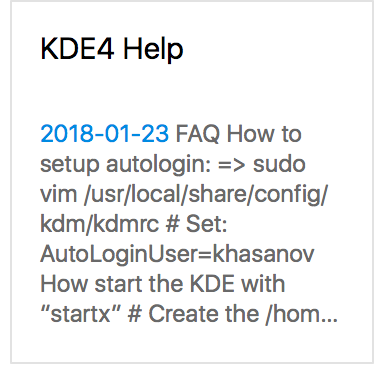 KDE4 Help
2018-01-23 FAQ How to
setup autologin: => sudo
vim /usr/local/share/config/
kdm/kdmrc # Set:
AutoLoginUser=khasanov
How start the KDE with
“startx” # Create the /hom...